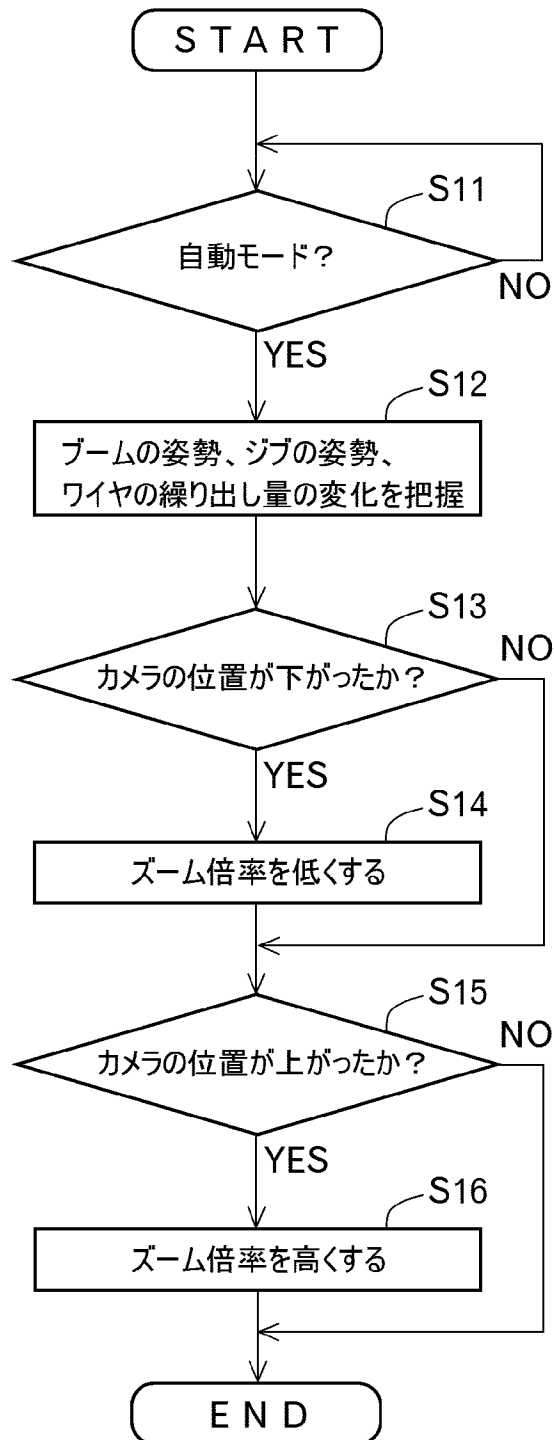 START
S11
自動モード?
NO
YES
S12
ブームの姿勢、ジブの姿勢、
ワイヤの繰り出し量の変化を把握
S13
NO
カメラの位置が下がったか?
YES
S14
ズーム倍率を低くする
S15
NO
カメラの位置が上がったか?
YES
S16
ズーム倍率を高くする
END